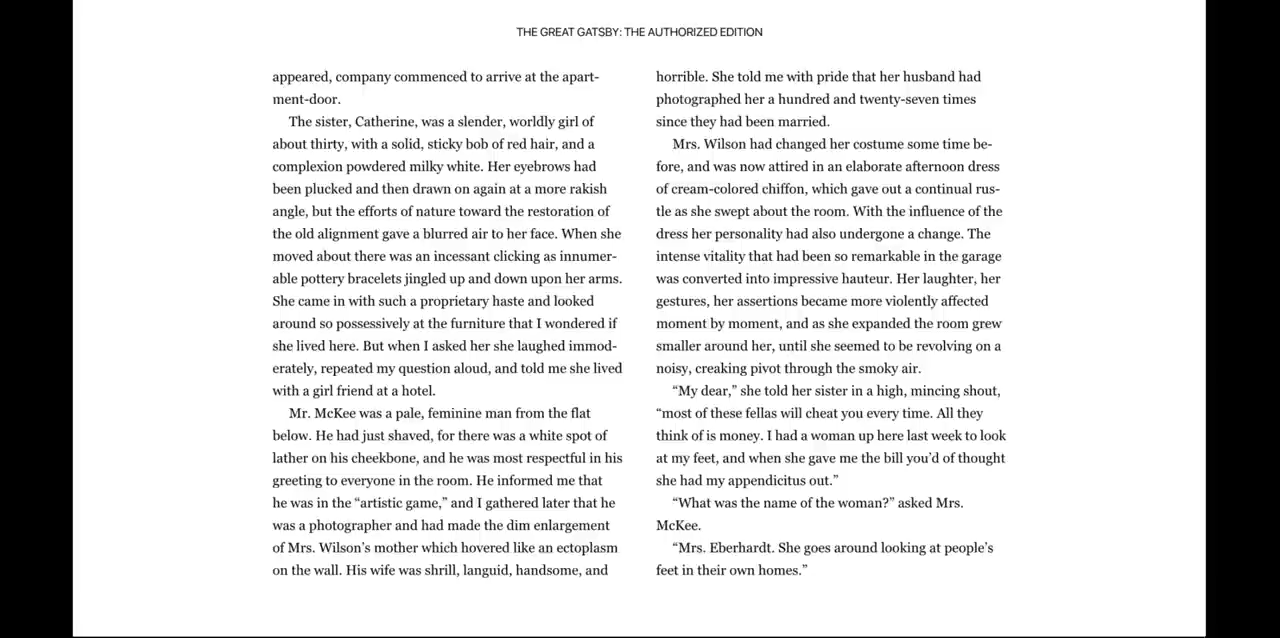 THE GREAT GATSBY: THE AUTHORIZED EDITION
appeared, company commenced to arrive at the apart-
ment-door.
The sister, Catherine, was a slender, worldly girl of
about thirty, with a solid, sticky bob of red hair, and a
complexion powdered milky white. Her eyebrows had
been plucked and then drawn on again at a more rakish
angle, but the efforts of nature toward the restoration of
the old alignment gave a blurred air to her face. When she
moved about there was an incessant clicking as innumer-
able pottery bracelets jingled up and down upon her arms.
She came in with such a proprietary haste and looked
around so possessively at the furniture that I wondered if
she lived here. But when I asked her she laughed immod-
erately, repeated my question aloud, and told me she lived
with a girl friend at a hotel.
Mr. McKee was a pale, feminine man from the flat
below. He had just shaved, for there was a white spot of
lather on his cheekbone, and he was most respectful in his
greeting to everyone in the room. He informed me that
he was in the “artistic game,” and I gathered later that he
was a photographer and had made the dim enlargement
of Mrs. Wilson’s mother which hovered like an ectoplasm
on the wall. His wife was shrill, languid, handsome, and
horrible. She told me with pride that her husband had
photographed her a hundred and twenty-seven times
since they had been married.
Mrs. Wilson had changed her costume some time be-
fore, and was now attired in an elaborate afternoon dress
of cream-colored chiffon, which gave out a continual rus-
tle as she swept about the room. With the influence of the
dress her personality had also undergone a change. The
intense vitality that had been so remarkable in the garage
was converted into impressive hauteur. Her laughter, her
gestures, her assertions became more violently affected
moment by moment, and as she expanded the room grew
smaller around her, until she seemed to be revolving on a
noisy, creaking pivot through the smoky air.
“My dear,” she told her sister in a high, mincing shout,
“most of these fellas will cheat you every time. All they
think of is money. I had a woman up here last week to look
at my feet, and when she gave me the bill you’d of thought
she had my appendicitus out.”
“What was the name of the woman?” asked Mrs.
McKee.
“Mrs. Eberhardt. She goes around looking at people’s
feet in their own homes.”